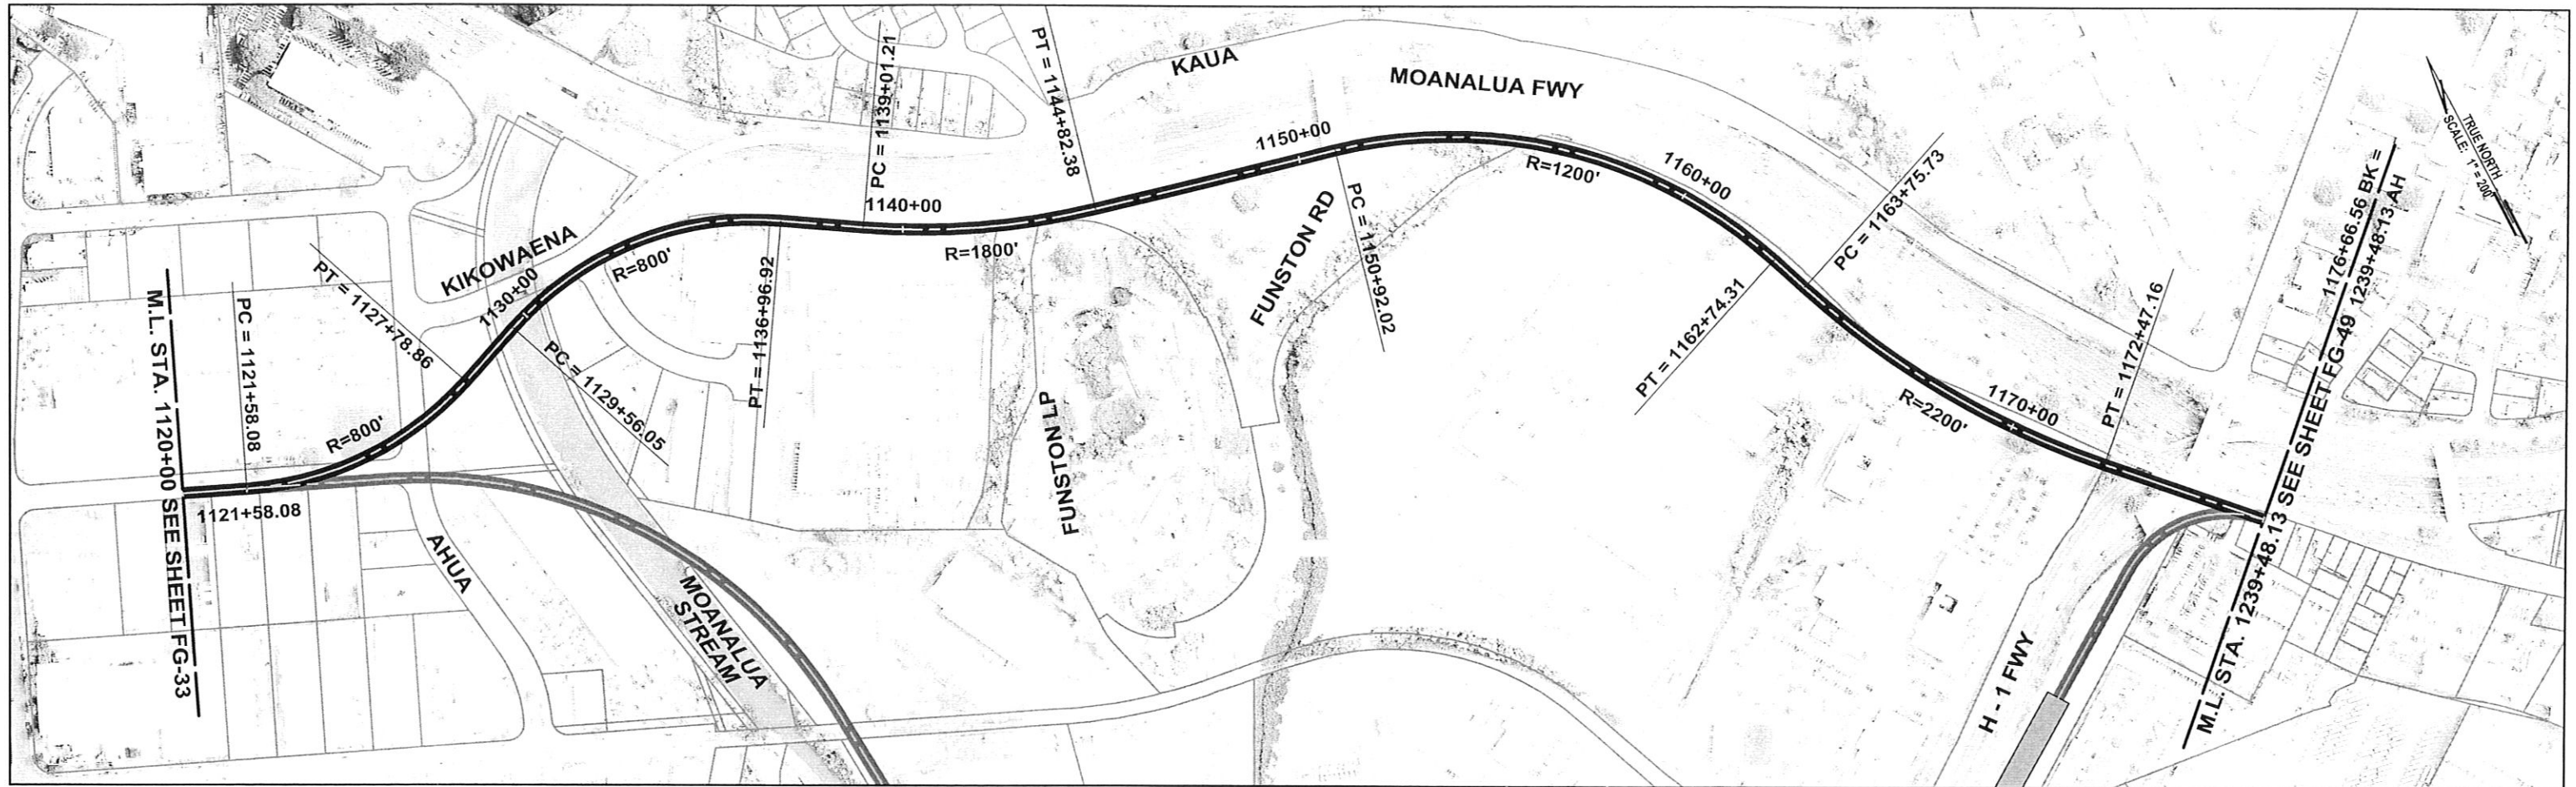 PC = 1139+01.21
PT = 1144+82.38
KAUA
MOANALUA FWY
TRUE NORTH
SCALE: 1" = 200'
1150+00
R=1200'
1160+00
PC = 1163+75.73
1176+66.56 BK =
1239+48.13 AH
1140+00
R=1800'
KIKOWAENA
R=800'
1130+00
FUNSTON RD
PC = 1150+92.02
PT = 1127+78.86
PT = 1136+96.92
PT = 1162+74.31
PT = 1172+47.16
M.L. STA. 1120+00 SEE SHEET FG-33
PC = 1121+58.08
PC = 1129+56.05
R=800'
FUNSTON LP
R=2200'
1170+00
1121+58.08
AHUA
MOANALUA
STREAM
H - 1 FWY
M.L. STA. 1239+48.13 SEE SHEET FG-49